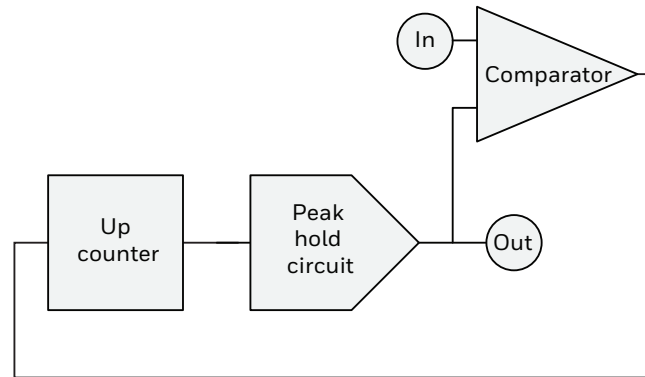 In
Comparator
Up
counter
Peak
hold
circuit
Out